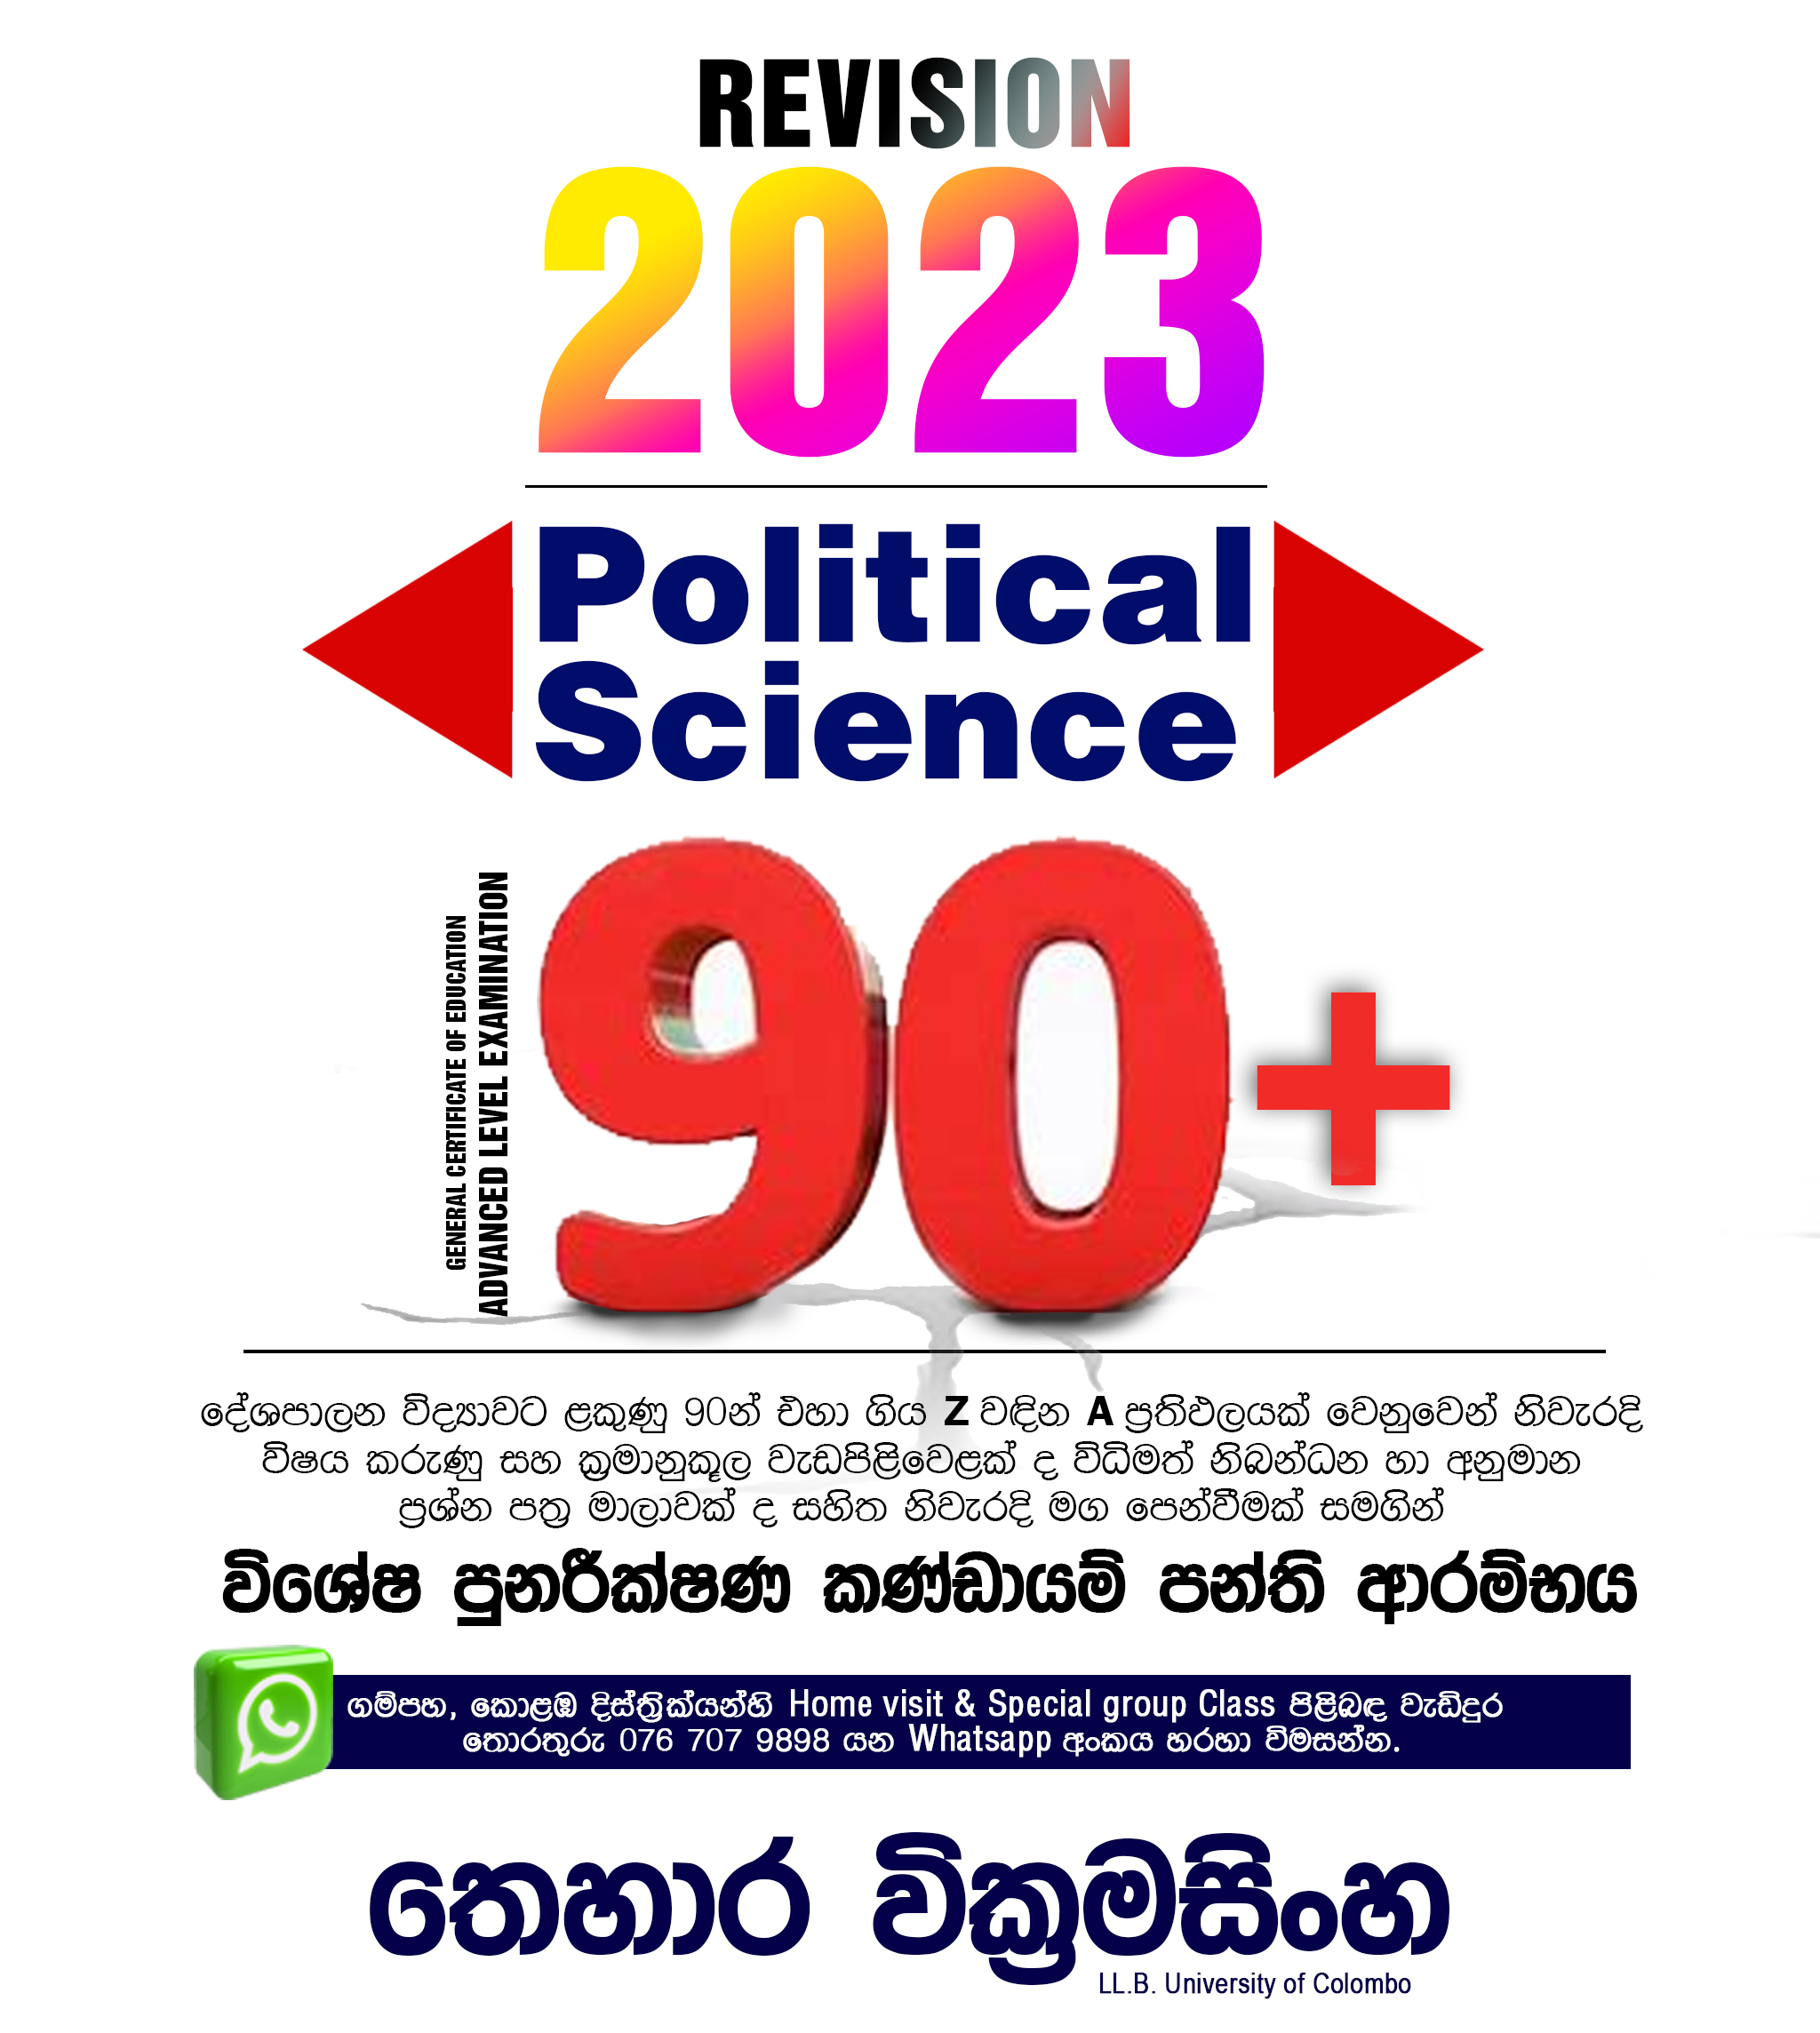 REVISION
2023
Political
Science
GENERAL CERTIFICATE OF EDUCATION
ADVANCED LEVEL EXAMINATION
90+
දේශපාලන විද්‍යාවට ළකුණු 90න් එහා ගිය Z වඳින A ප්‍රතිඵලයක් වෙනුවෙන් නිවැරදි
විෂය කරුණු සහ ක්‍රමානුකූල වැඩපිළිවෙළක් ද විධිමත් නිබන්ධන හා අනුමාන
ප්‍රශ්න පත්‍ර මාලාවක් ද සහිත නිවැරදි මග පෙන්වීමක් සමගින්
විශේෂ පුනරීක්ෂණ කණ්ඩායම් පන්ති ආරම්භය
ගම්පහ, කොළඹ දිස්ත්‍රික්යන්හි Home visit & Special group Class පිළිබඳ වැඩිදුර
තොරතුරු 076 707 9898 යන Whatsapp අංකය හරහා විමසන්න.
තෙහාර වික්‍රමසිංහ
LL.B. University of Colombo